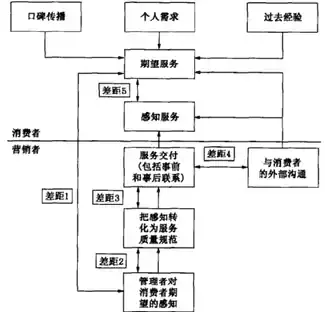 口碑传播
个人需求
过去经验
期望服务
差距5
感知服务
消费者
营销者
服务交付
(包括事前
和事后联系)
差距4
与消费者
的外部沟通
差距1
差距3
把感知转
化为服务
质量规范
差距2
管理者对
消费者期
望的感知